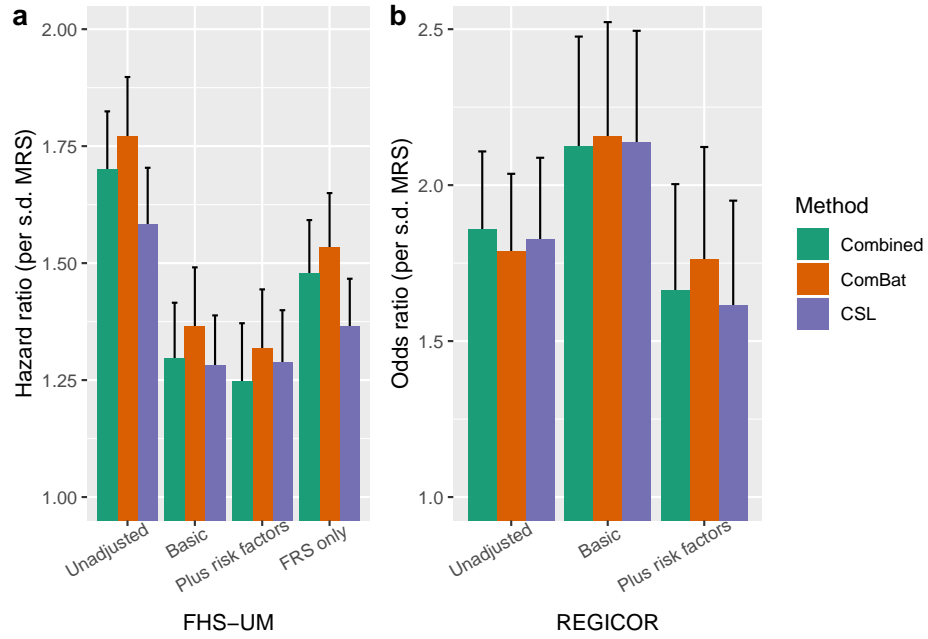 a
Hazard ratio (per s.d. MRS)
2.00
1.75
1.50
1.25
1.00
Unadjusted
Basic
Plus risk factors
FRS only
FHS−UM
b
Odds ratio (per s.d. MRS)
2.5
2.0
1.5
1.0
Unadjusted
Basic
Plus risk factors
REGICOR
Method
Combined
ComBat
CSL